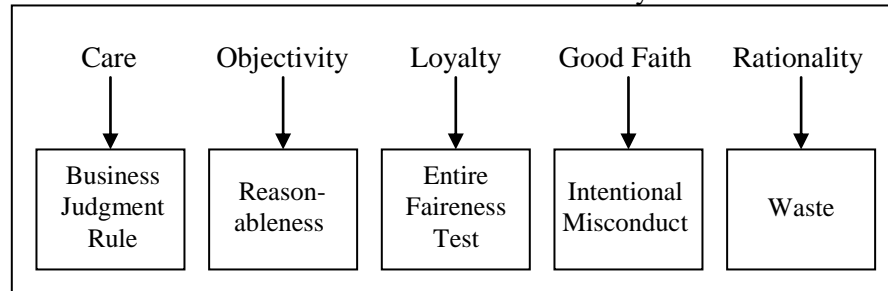 Care Objectivity Loyalty Good Faith Rationality
Business
Judgment
Rule
Reason-
ableness
Entire
Faireness
Test
Intentional
Misconduct
Waste